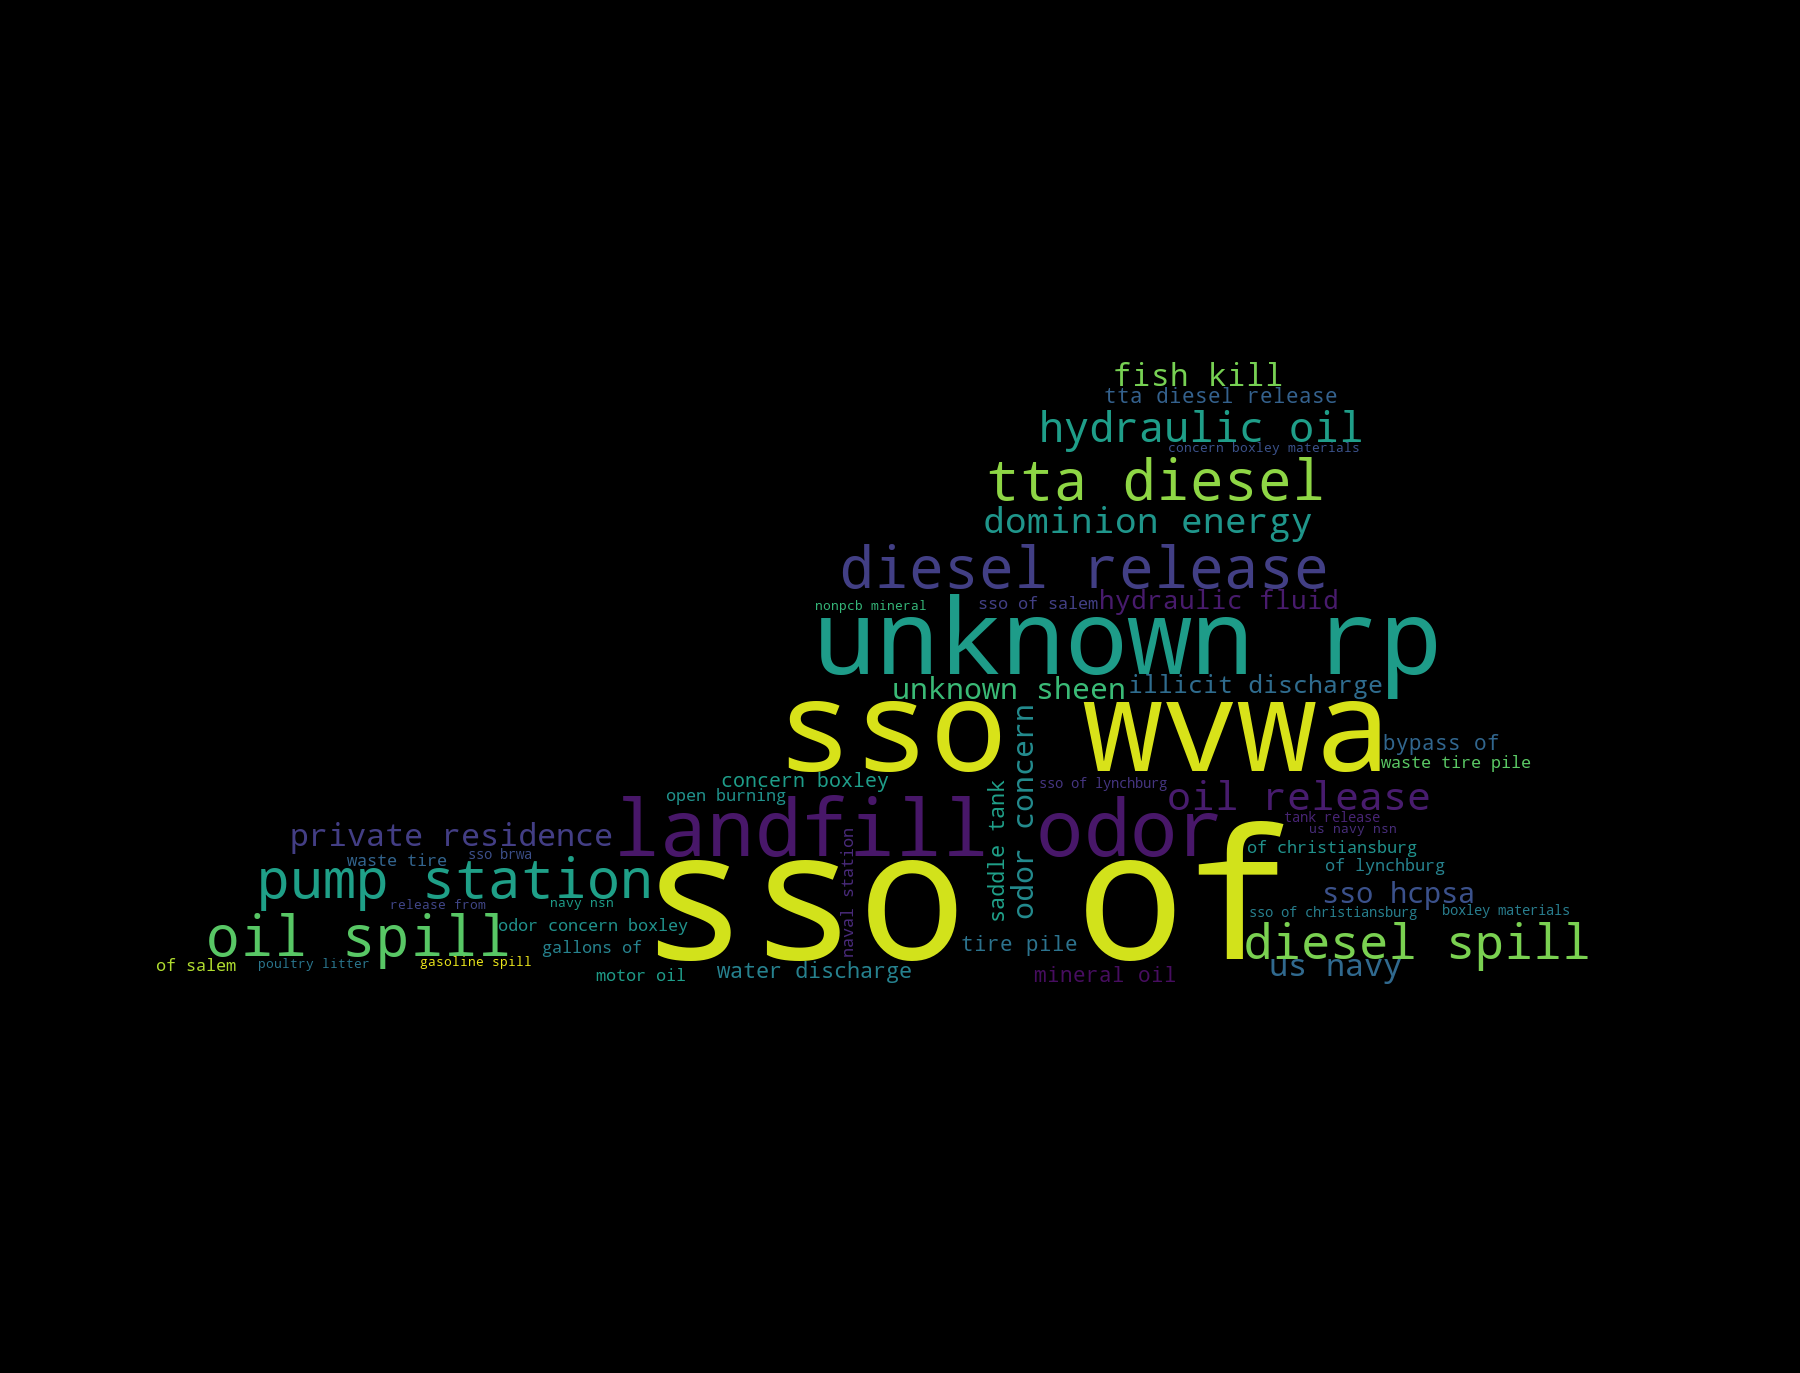 fish kill
tta diesel release
hydraulic oil
concern boxley materials
tta diesel
dominion energy
diesel release
nonpcb mineral
sso of salem
hydraulic fluid
unknown rp
unknown sheen
illicit discharge
sso wvwa
bypass of
waste tire pile
odor concern
concern boxley
saddle tank
sso of lynchburg
open burning
oil release
landfill odor
tank release
us navy nsn
private residence
naval station
of christiansburg
sso brwa
waste tire
of lynchburg
pump station
sso of
sso hcpsa
release from
navy nsn
sso of christiansburg
boxley materials
oil spill
odor concern boxley
gallons of
tire pile
diesel spill
of salem
poultry litter
gasoline spill
motor oil
water discharge
mineral oil
us navy